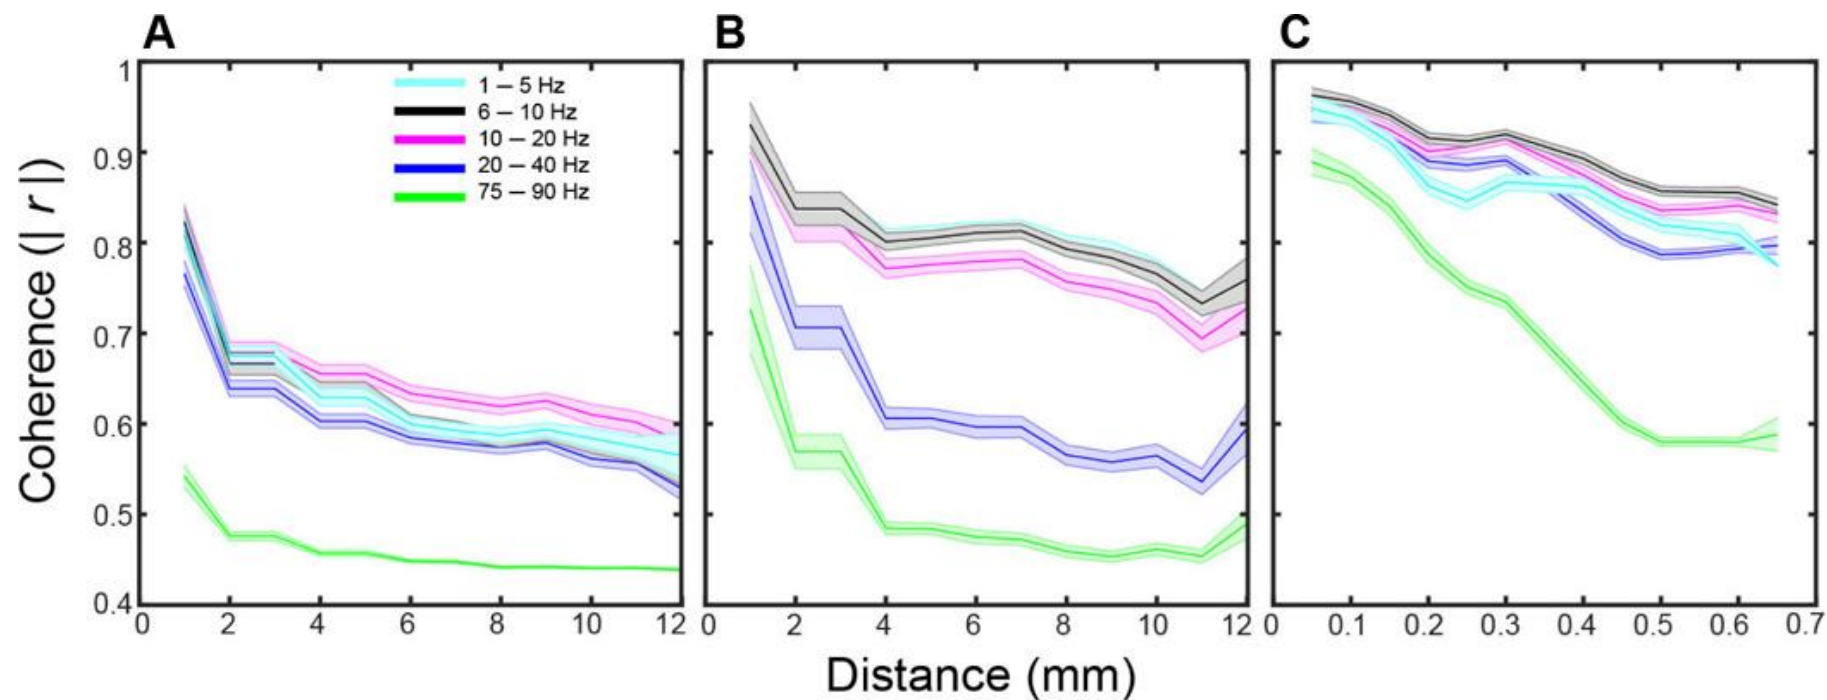 A
B
C
1 – 5 Hz
6 – 10 Hz
10 – 20 Hz
20 – 40 Hz
75 – 90 Hz
Coherence (| r |)
1
0.9
0.8
0.7
0.6
0.5
0.4
0 2 4 6 8 10 12
0 2 4 6 8 10 12
0 0.1 0.2 0.3 0.4 0.5 0.6 0.7
Distance (mm)